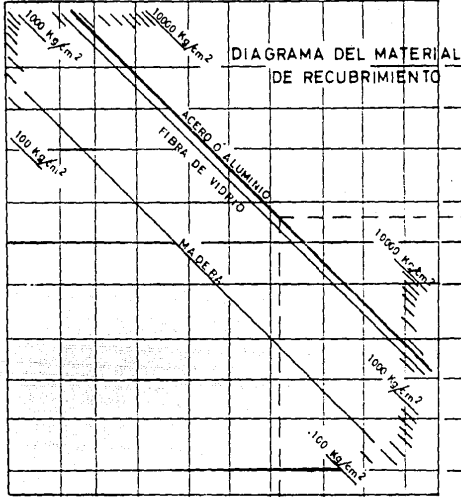 1000 Kg/cm2
10000 Kg/cm2
DIAGRAMA DEL MATERIAL
DE RECUBRIMIENTO
ACERO O' ALUMINIO
FIBRA DE VIDRIO
100 Kg/cm2
MADERA
10000 Kg/cm2
1000 Kg/cm2
.100 Kg/cm2